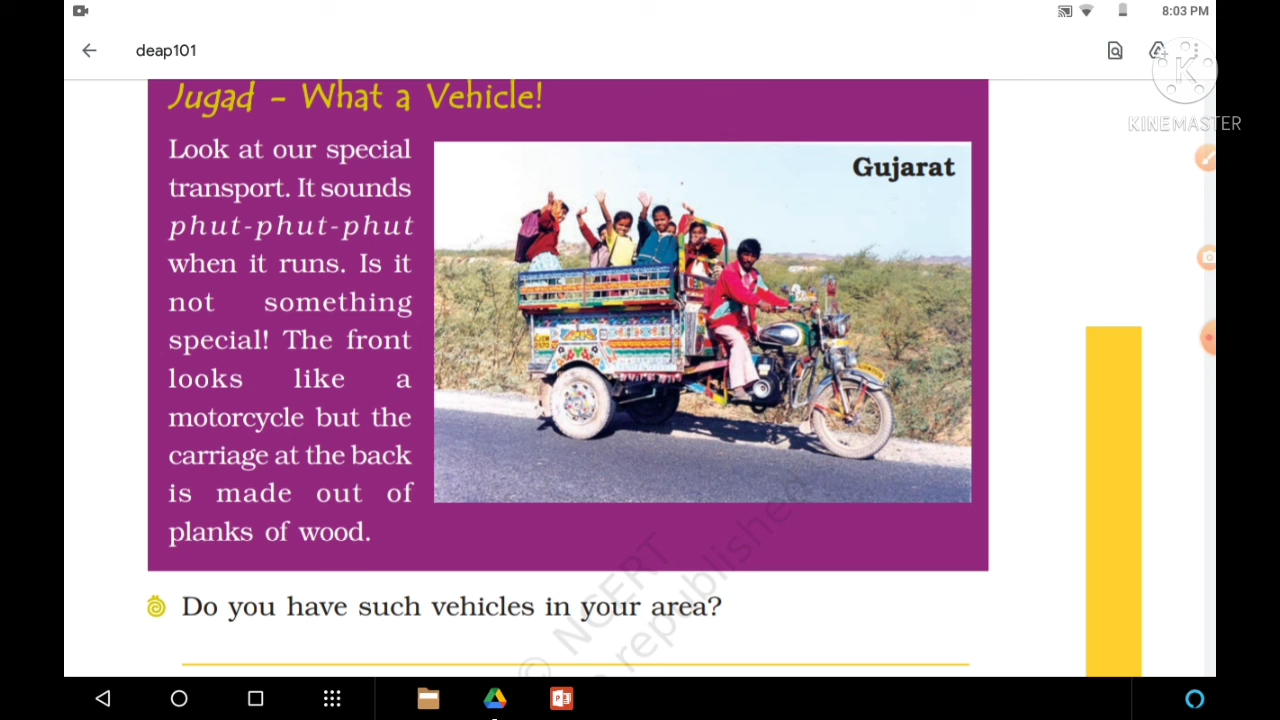 8:03 PM
deap101
KINEMASTER
Jugad - What a Vehicle!
Look at our special
transport. It sounds
phut-phut-phut
when it runs. Is it
not something
special! The front
looks like a
motorcycle but the
carriage at the back
is made out of
planks of wood.
Gujarat
Do you have such vehicles in your area?
© NCERT
republished